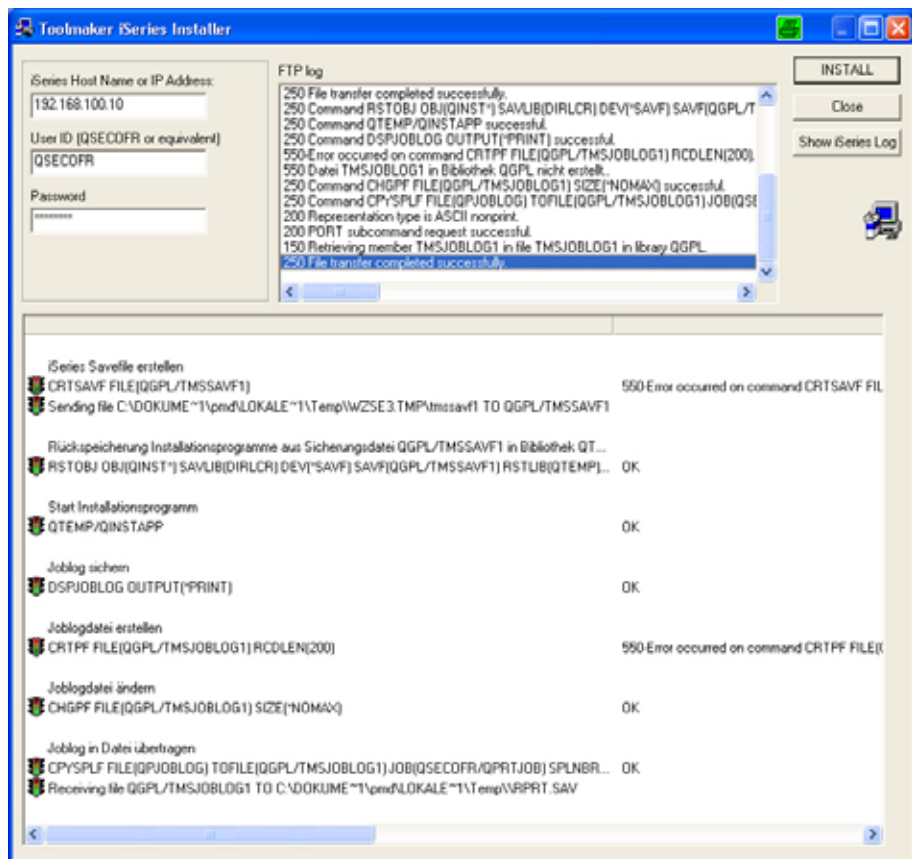 Toolmaker iSeries Installer
iSeries Host Name or IP Address:
192.168.100.10
User ID (QSECOFR or equivalent)
QSECOFR
Password
********
FTP log
250 File transfer completed successfully.
250 Command RSTOBJ OBJ(QINST*) SAVLIB(DIRLCR) DEV(*SAVF) SAVF(QGPL/T
250 Command QTEMP/QINSTAPP successful.
250 Command DSPJOBLOG OUTPUT(*PRINT) successful.
550-Error occurred on command CRTPF FILE(QGPL/TMSJOBLOG1) RCDLEN(200).
550 Datei TMSJOBLOG1 in Bibliothek QGPL nicht erstellt..
250 Command CHGPF FILE(QGPL/TMSJOBLOG1) SIZE(*NOMAX) successful.
250 Command CPYSPLF FILE(QPJOBLOG) TOFILE(QGPL/TMSJOBLOG1) JOB(QSE
200 Representation type is ASCII nonprint.
200 PORT subcommand request successful.
150 Retrieving member TMSJOBLOG1 in file TMSJOBLOG1 in library QGPL.
250 File transfer completed successfully.
INSTALL
Close
Show iSeries Log
iSeries Savefile erstellen
CRTSAVF FILE(QGPL/TMSSAVF1) 550-Error occurred on command CRTSAVF FIL
Sending file C:\DOKUME~1\pmd\LOKALE~1\Temp\WZSE3.TMP\tmssavf1 TO QGPL/TMSSAVF1
Rückspeicherung Installationsprogramme aus Sicherungsdatei QGPL/TMSSAVF1 in Bibliothek QT...
RSTOBJ OBJ(QINST*) SAVLIB(DIRLCR) DEV(*SAVF) SAVF(QGPL/TMSSAVF1) RSTLIB(QTEMP)... OK
Start Installationsprogramm
QTEMP/QINSTAPP OK
Joblog sichern
DSPJOBLOG OUTPUT(*PRINT) OK
Joblogdatei erstellen
CRTPF FILE(QGPL/TMSJOBLOG1) RCDLEN(200) 550-Error occurred on command CRTPF FILE(
Joblogdatei ändern
CHGPF FILE(QGPL/TMSJOBLOG1) SIZE(*NOMAX) OK
Joblog in Datei übertragen
CPYSPLF FILE(QPJOBLOG) TOFILE(QGPL/TMSJOBLOG1) JOB(QSECOFR/QPRTJOB) SPLNBR... OK
Receiving file QGPL/TMSJOBLOG1 TO C:\DOKUME~1\pmd\LOKALE~1\Temp\\RPRT.SAV